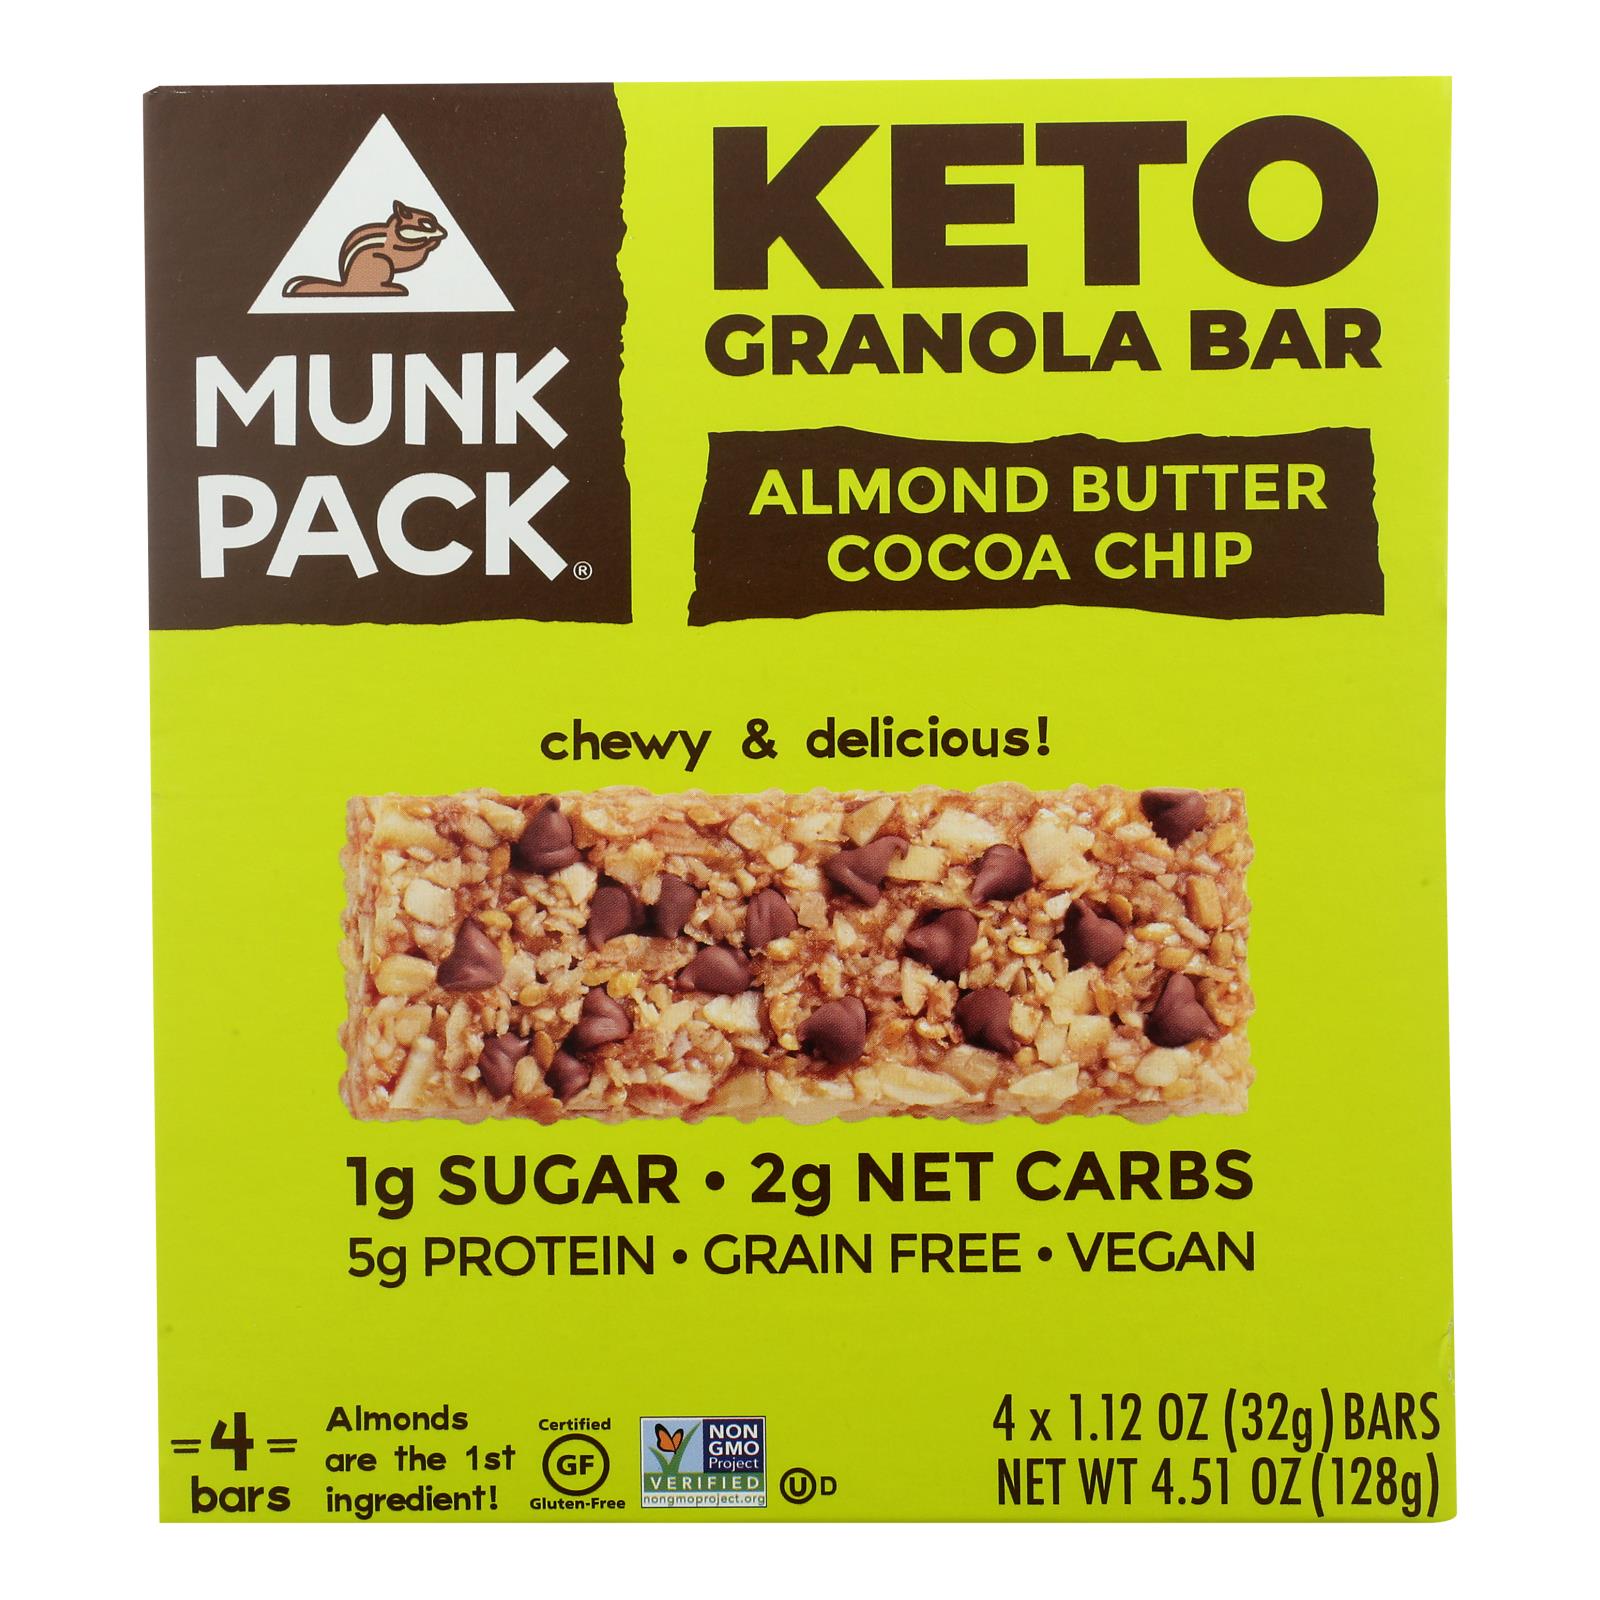 MUNK
PACK®
KETO
GRANOLA BAR
ALMOND BUTTER
COCOA CHIP
chewy & delicious!
1g SUGAR • 2g NET CARBS
5g PROTEIN • GRAIN FREE • VEGAN
=4=
bars
Almonds
are the 1st
ingredient!
Certified
GF
Gluten-Free
NON
GMO
Project
VERIFIED
nongmoproject.org
U D
4 x 1.12 OZ (32g) BARS
NET WT 4.51 OZ (128g)